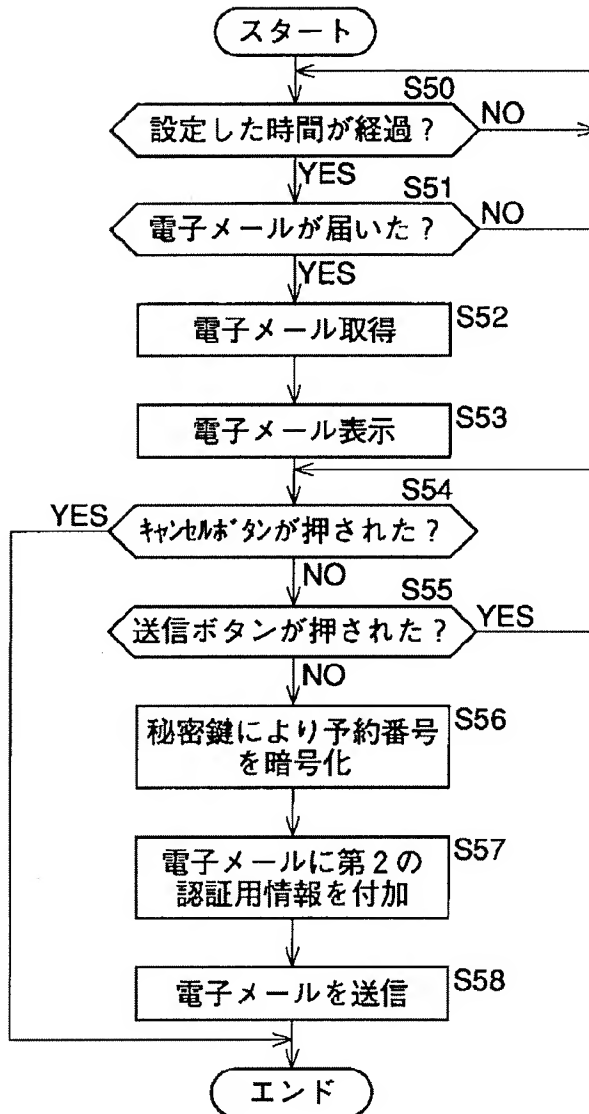 スタート
S50
設定した時間が経過?
NO
YES
S51
電子メールが届いた?
NO
YES
電子メール取得
S52
電子メール表示
S53
S54
YES
キャンセルボタンが押された?
NO
S55
送信ボタンが押された?
YES
NO
秘密鍵により予約番号
を暗号化
S56
電子メールに第2の
認証用情報を付加
S57
電子メールを送信
S58
エンド